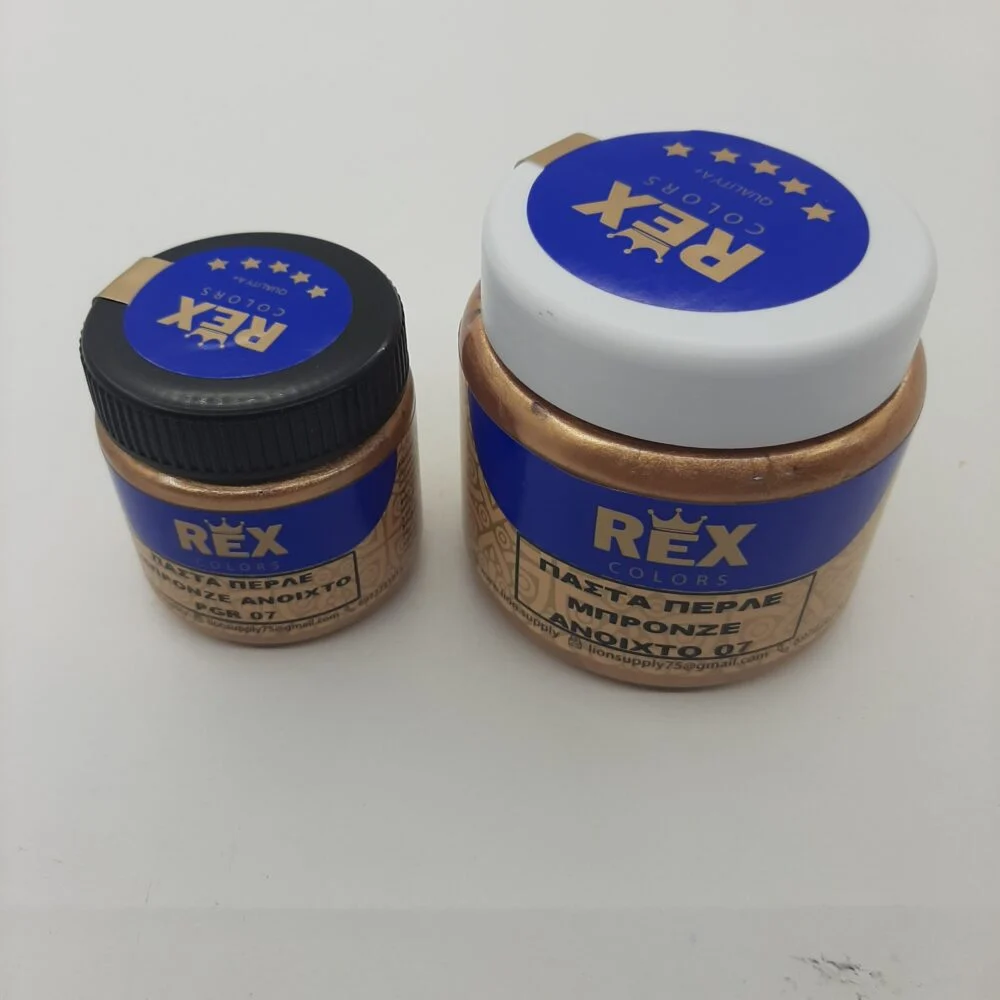 REX
COLORS
QUALITY A+
REX
COLORS
ΠΑΣΤΑ ΠΕΡΛΕ
ΜΠΡΟΝΖΕ ΑΝΟΙΧΤΟ
PGR 07
lionsupply75@gmail.com
REX
COLORS
QUALITY A+
REX
COLORS
ΠΑΣΤΑ ΠΕΡΛΕ
ΜΠΡΟΝΖΕ
ΑΝΟΙΧΤΟ 07
lionsupply75@gmail.com